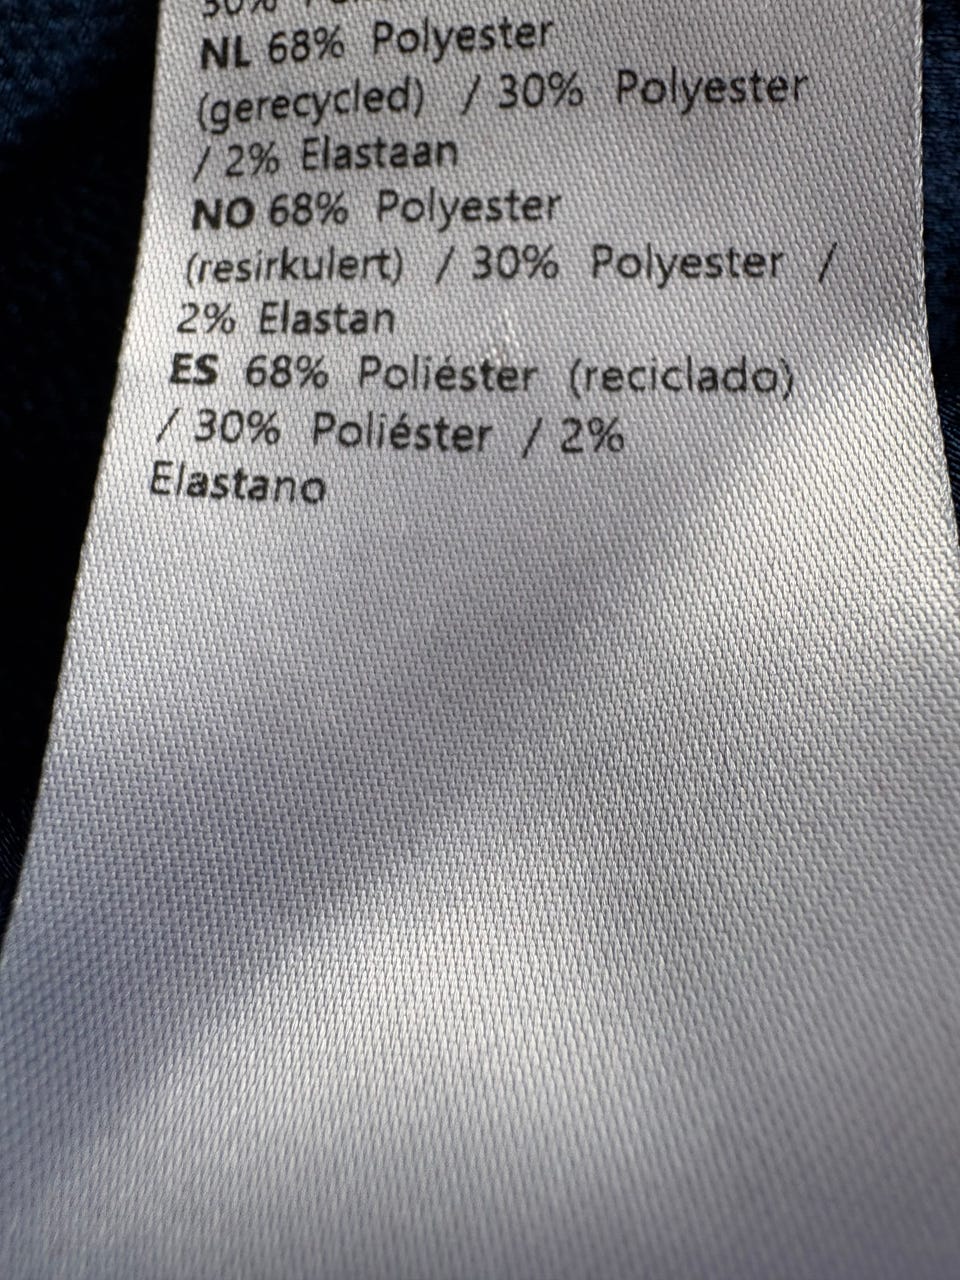 30%
NL 68% Polyester
(gerecycled) / 30% Polyester
/ 2% Elastaan
NO 68% Polyester
(resirkulert) / 30% Polyester /
2% Elastan
ES 68% Poliéster (reciclado)
/ 30% Poliéster / 2%
Elastano